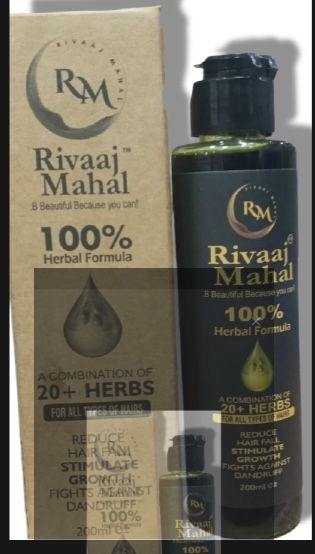 RIVAAJ MAHAL
RM
Rivaaj™
Mahal
.B Beautiful Because you can!
100%
Herbal Formula
A COMBINATION OF
20+ HERBS
FOR ALL TYPES OF HAIRS
REDUCE
HAIR FALL
STIMULATE
GROWTH
FIGHTS AGAINST
DANDRUFF
200ml
RIVAAJ MAHAL
RM
Rivaaj®
Mahal
.B Beautiful Because you can!
100%
Herbal Formula
A COMBINATION OF
20+ HERBS
FOR ALL TYPES OF HAIRS
REDUCE
HAIR FALL
STIMULATE
GROWTH
FIGHTS AGAINST
DANDRUFF
200ml ℮
100%
RM
Rivaaj
Mahal
100%